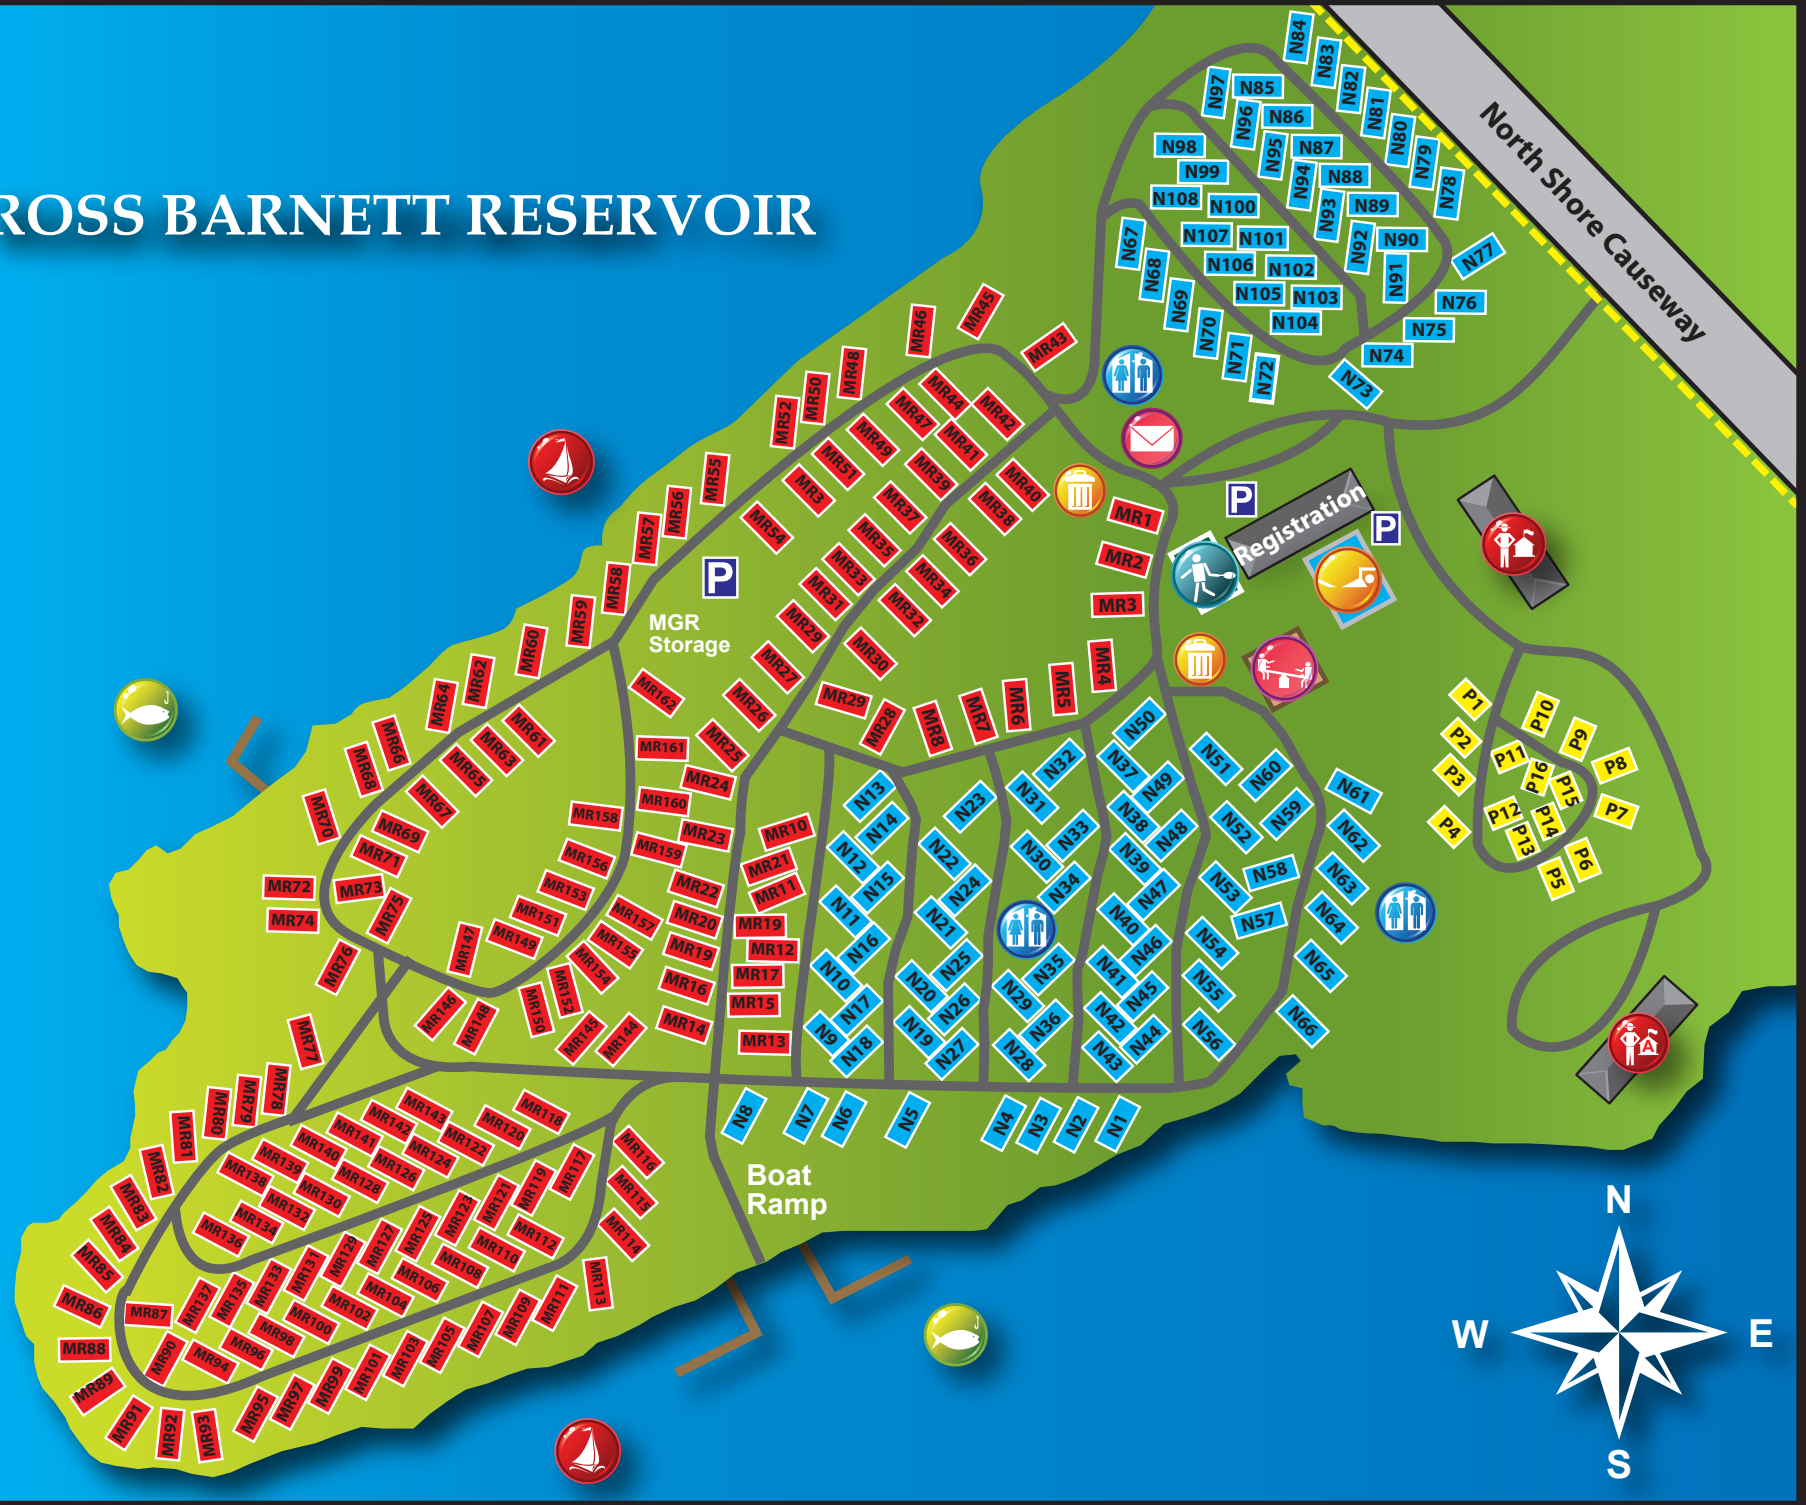 ROSS BARNETT RESERVOIR
North Shore Causeway
N84
N83
N82
N81
N80
N79
N78
N77
N76
N75
N74
N73
N97
N85
N96
N86
N95
N87
N94
N88
N93
N89
N92
N90
N91
N98
N99
N108
N100
N107
N101
N106
N102
N105
N103
N104
N67
N68
N69
N70
N71
N72
MR45
MR46
MR43
MR48
MR50
MR52
MR55
MR56
MR57
MR58
MR59
MR60
MR62
MR64
MR66
MR68
MR70
MR44
MR42
MR47
MR41
MR49
MR39
MR40
MR51
MR37
MR38
MR3
MR54
MR35
MR36
MR33
MR34
MR31
MR32
MR29
MR30
MR27
MR26
MR25
MR29
MR28
MR8
MR7
MR6
MR5
MR4
MR3
MR2
MR1
P
Registration
P
P
MGR
Storage
MR162
MR161
MR24
MR160
MR23
MR159
MR22
MR158
MR156
MR153
MR157
MR20
MR151
MR155
MR19
MR149
MR154
MR16
MR147
MR152
MR150
MR14
MR146
MR148
MR145
MR144
MR61
MR63
MR65
MR67
MR69
MR71
MR73
MR75
MR72
MR74
MR76
MR77
MR78
MR79
MR80
MR81
MR82
MR83
MR84
MR85
MR86
MR88
MR87
MR89
MR90
MR91
MR92
MR93
MR10
MR21
MR11
MR19
MR12
MR17
MR15
MR13
N13
N14
N12
N15
N11
N16
N10
N17
N9
N18
N23
N22
N24
N21
N25
N20
N26
N19
N27
N32
N31
N33
N30
N34
N35
N29
N36
N28
N50
N37
N49
N38
N48
N39
N47
N40
N46
N41
N45
N42
N44
N43
N51
N60
N59
N52
N58
N53
N57
N54
N55
N56
N61
N62
N63
N64
N65
N66
P1
P2
P3
P4
P10
P9
P8
P7
P11
P16
P15
P12
P14
P13
P6
P5
N8
N7
N6
N5
N4
N3
N2
N1
Boat
Ramp
MR143
MR118
MR142
MR120
MR141
MR122
MR140
MR124
MR139
MR126
MR138
MR128
MR130
MR132
MR134
MR136
MR116
MR117
MR115
MR119
MR114
MR121
MR123
MR112
MR125
MR110
MR127
MR108
MR129
MR106
MR131
MR104
MR133
MR102
MR135
MR100
MR137
MR98
MR96
MR94
MR113
MR111
MR109
MR107
MR105
MR103
MR101
MR99
MR97
MR95
A
N
W
E
S